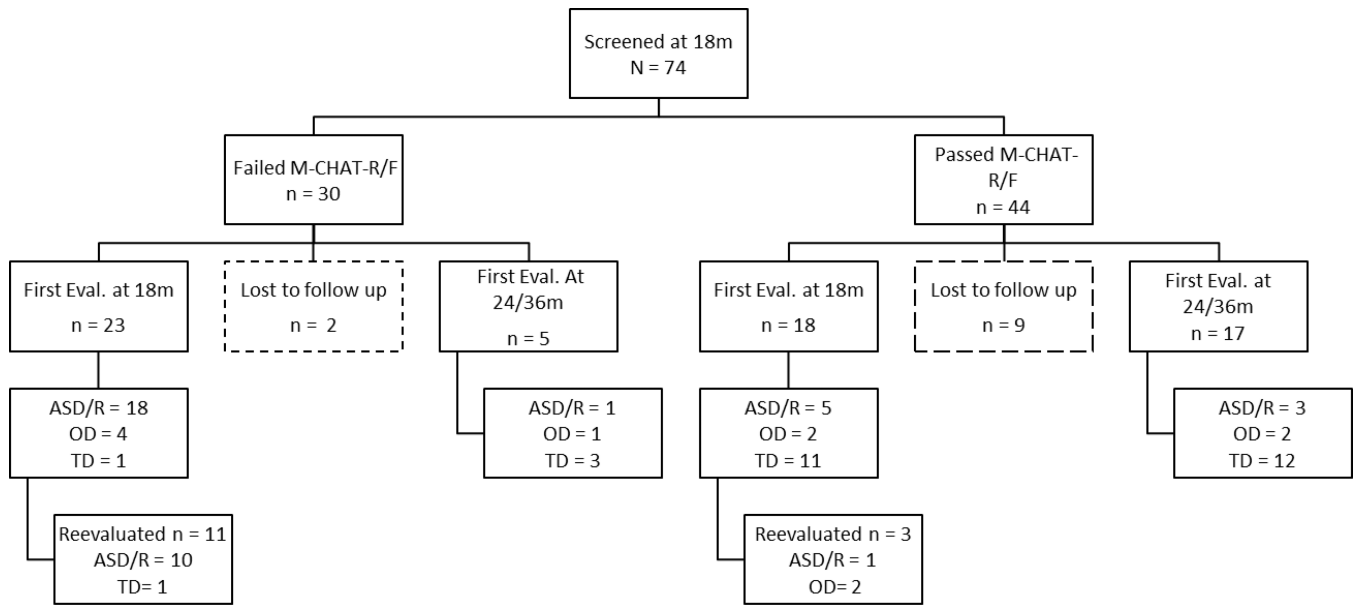 Screened at 18m
N = 74
Failed M-CHAT-R/F
n = 30
Passed M-CHAT-
R/F
n = 44
First Eval. at 18m
n = 23
Lost to follow up
n = 2
First Eval. At
24/36m
n = 5
First Eval. at 18m
n = 18
Lost to follow up
n = 9
First Eval. at
24/36m
n = 17
ASD/R = 18
OD = 4
TD = 1
ASD/R = 1
OD = 1
TD = 3
ASD/R = 5
OD = 2
TD = 11
ASD/R = 3
OD = 2
TD = 12
Reevaluated n = 11
ASD/R = 10
TD= 1
Reevaluated n = 3
ASD/R = 1
OD= 2